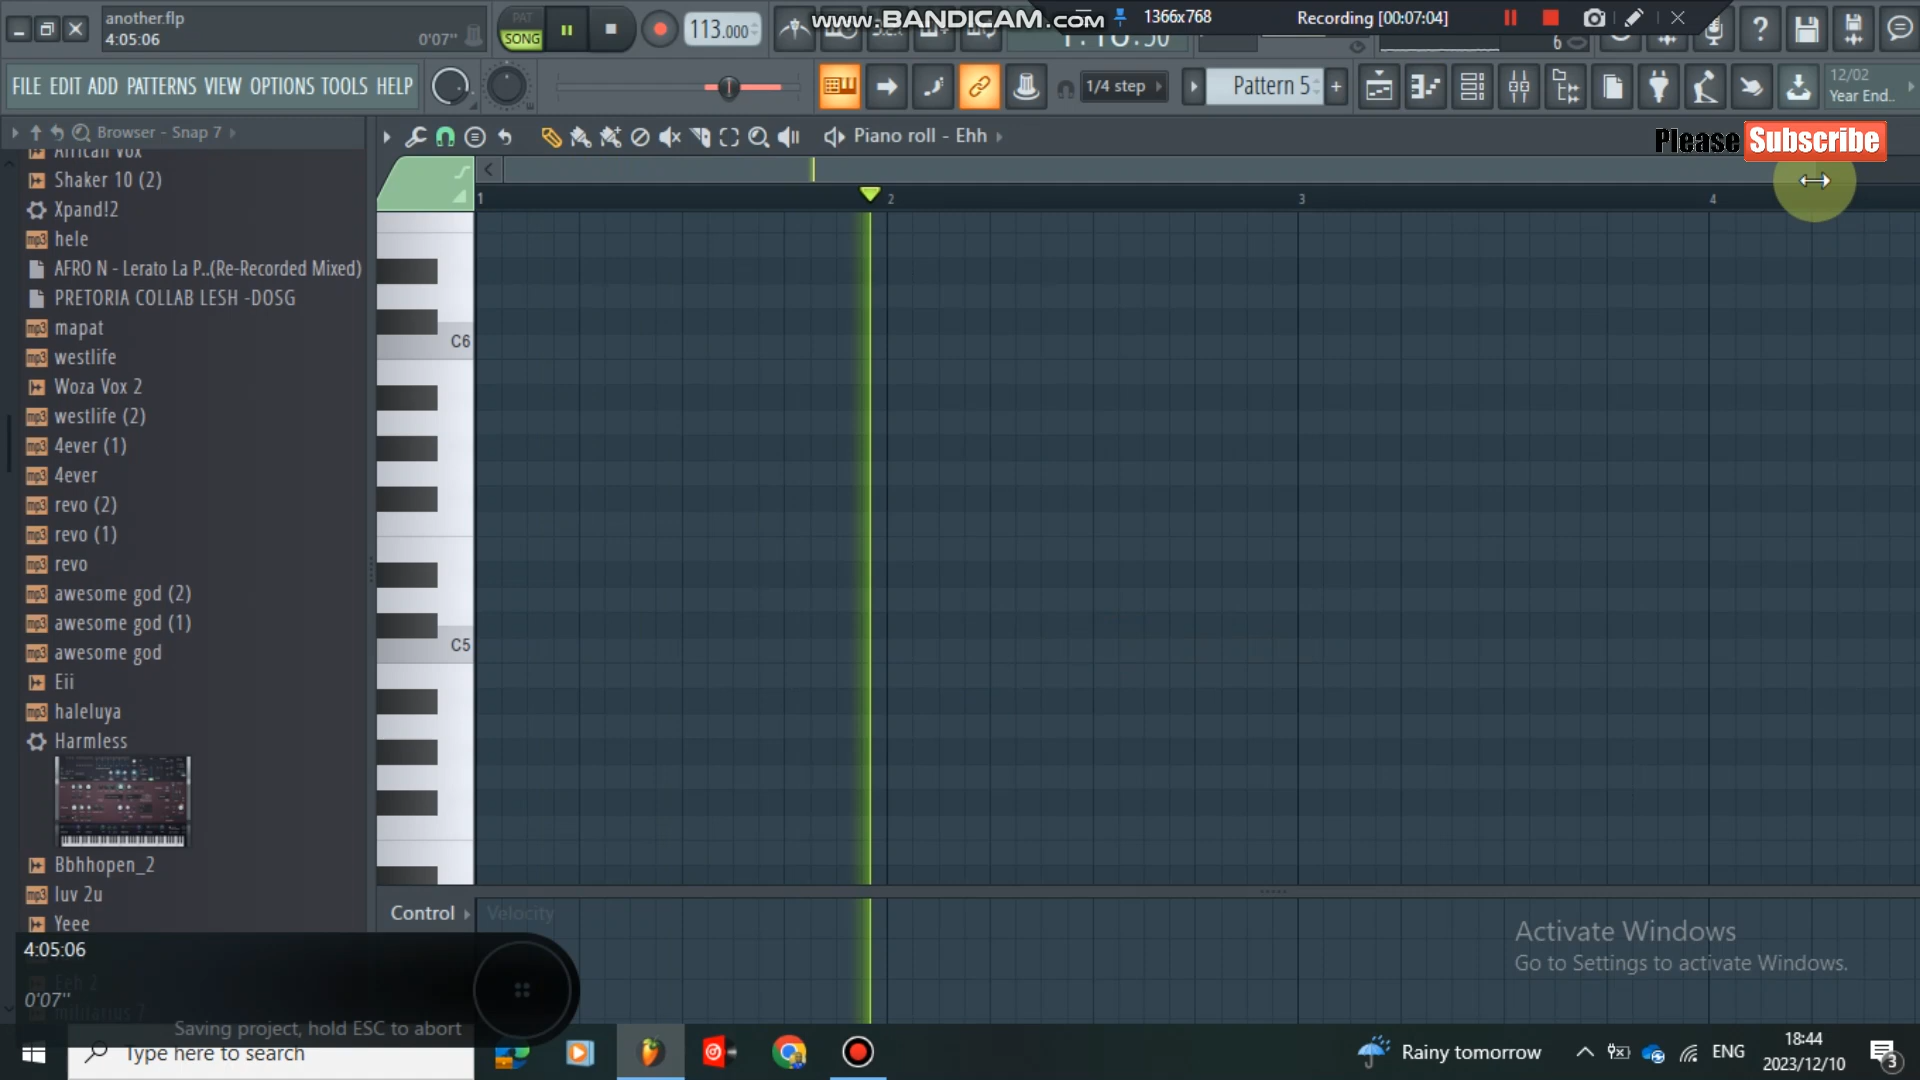 another.flp
4:05:06
0'07"
PAT
SONG
113.000
www.BANDICAM.com
1366x768
Recording [00:07:04]
6
FILE EDIT ADD PATTERNS VIEW OPTIONS TOOLS HELP
1/4 step
Pattern 5
12/02
Year End..
Browser - Snap 7
Piano roll - Ehh
Please Subscribe
African Vox
Shaker 10 (2)
Xpand!2
hele
AFRO N - Lerato La P..(Re-Recorded Mixed)
PRETORIA COLLAB LESH -DOSG
mapat
westlife
Woza Vox 2
westlife (2)
4ever (1)
4ever
revo (2)
revo (1)
revo
awesome god (2)
awesome god (1)
awesome god
Eii
haleluya
Harmless
Bbhhopen_2
luv 2u
Yeee
1
2
3
4
C6
C5
Control
Velocity
4:05:06
0'07"
Saving project, hold ESC to abort
Activate Windows
Go to Settings to activate Windows.
Type here to search
Rainy tomorrow
ENG
18:44
2023/12/10
3